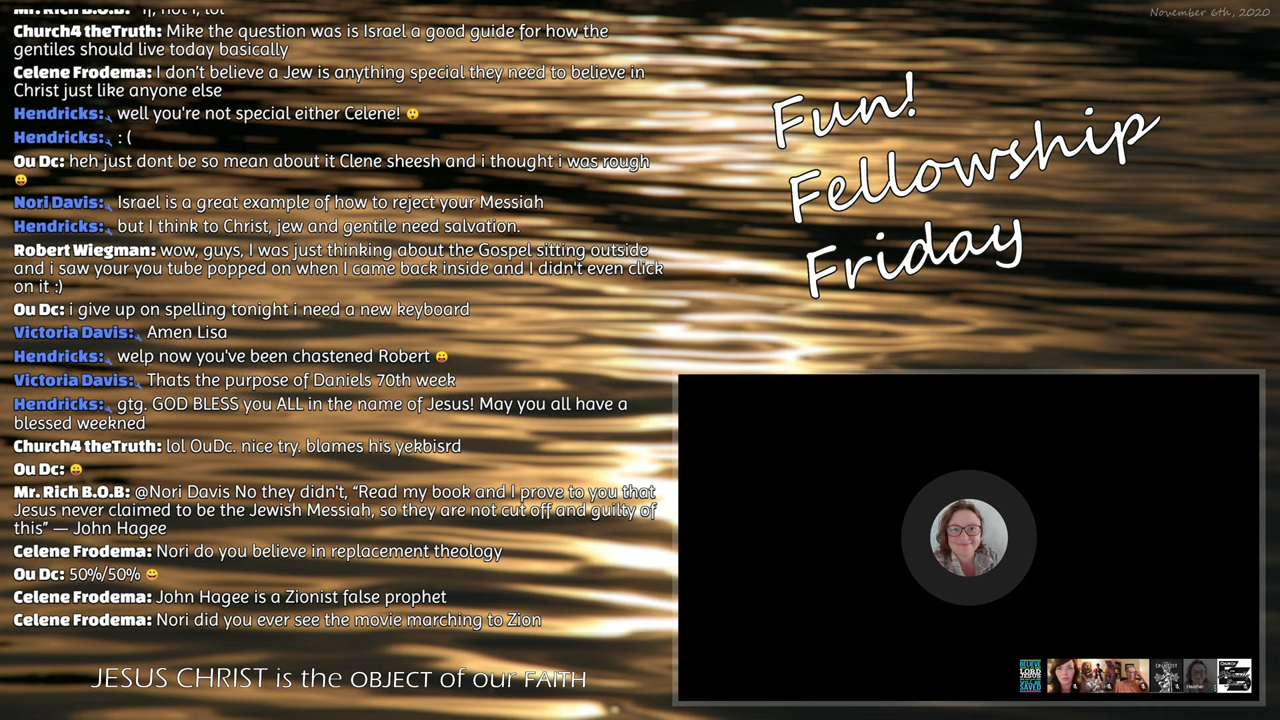 Mr. Rich B.O.B: not I, lol
November 6th, 2020
Church4 theTruth: Mike the question was is Israel a good guide for how the
gentiles should live today basically
Celene Frodema: I don't believe a Jew is anything special they need to believe in
Christ just like anyone else
Hendricks: well you're not special either Celene! 😲
Hendricks: : (
Ou Dc: heh just dont be so mean about it Clene sheesh and i thought i was rough
😛
Nori Davis: Israel is a great example of how to reject your Messiah
Hendricks: but I think to Christ, jew and gentile need salvation.
Robert Wiegman: wow, guys, I was just thinking about the Gospel sitting outside
and i saw your you tube popped on when I came back inside and I didn't even click
on it :)
Ou Dc: i give up on spelling tonight i need a new keyboard
Victoria Davis: Amen Lisa
Hendricks: welp now you've been chastened Robert 😛
Victoria Davis: Thats the purpose of Daniels 70th week
Hendricks: gtg. GOD BLESS you ALL in the name of Jesus! May you all have a
blessed weekned
Church4 theTruth: lol OuDc. nice try. blames his yekbisrd
Ou Dc: 😛
Mr. Rich B.O.B: @Nori Davis No they didn't, “Read my book and I prove to you that
Jesus never claimed to be the Jewish Messiah, so they are not cut off and guilty of
this” — John Hagee
Celene Frodema: Nori do you believe in replacement theology
Ou Dc: 50%/50% 😀
Celene Frodema: John Hagee is a Zionist false prophet
Celene Frodema: Nori did you ever see the movie marching to Zion
JESUS CHRIST is the OBJECT of our FAITH
Fun!
Fellowship
Friday
BELIEVE
LORD
JESUS
SAVED
Heather